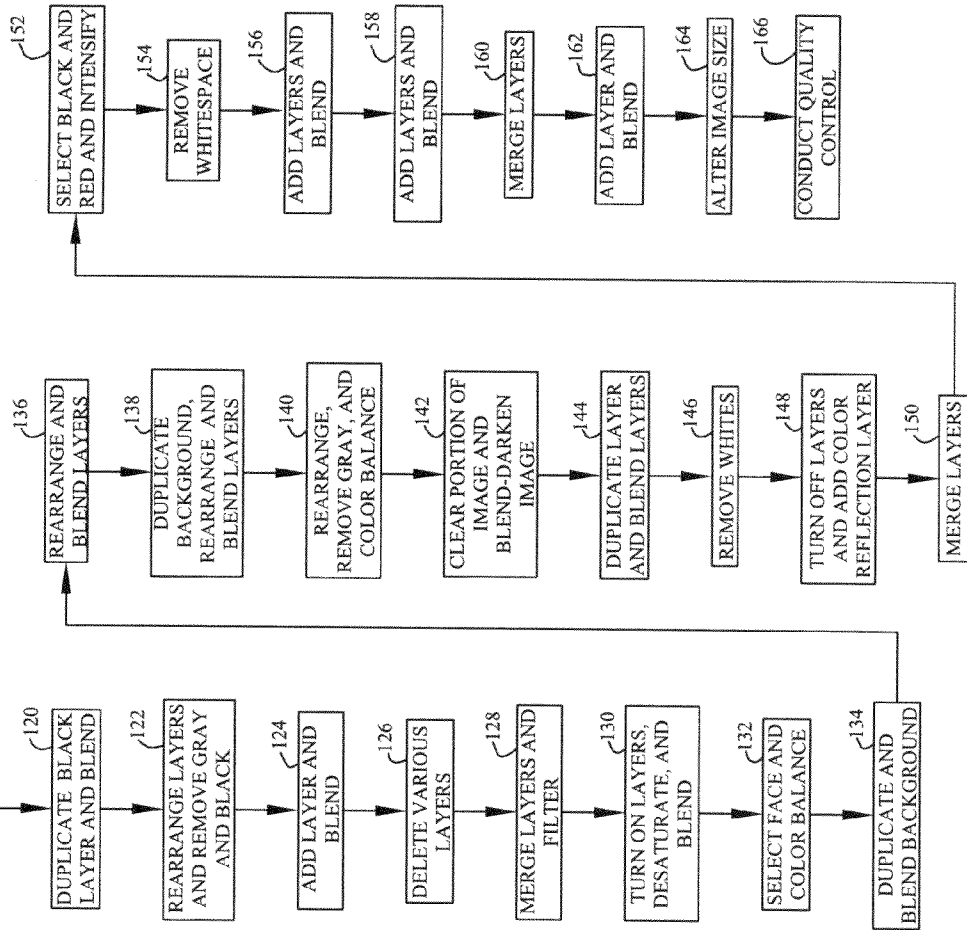 120
DUPLICATE BLACK
LAYER AND BLEND
122
REARRANGE LAYERS
AND REMOVE GRAY
AND BLACK
124
ADD LAYER AND
BLEND
126
DELETE VARIOUS
LAYERS
128
MERGE LAYERS AND
FILTER
130
TURN ON LAYERS,
DESATURATE, AND
BLEND
132
SELECT FACE AND
COLOR BALANCE
134
DUPLICATE AND
BLEND BACKGROUND
136
REARRANGE AND
BLEND LAYERS
138
DUPLICATE
BACKGROUND,
REARRANGE AND
BLEND LAYERS
140
REARRANGE,
REMOVE GRAY, AND
COLOR BALANCE
142
CLEAR PORTION OF
IMAGE AND
BLEND-DARKEN
IMAGE
144
DUPLICATE LAYER
AND BLEND LAYERS
146
REMOVE WHITES
148
TURN OFF LAYERS
AND ADD COLOR
REFLECTION LAYER
150
MERGE LAYERS
152
SELECT BLACK AND
RED AND INTENSIFY
154
REMOVE
WHITESPACE
156
ADD LAYERS AND
BLEND
158
ADD LAYERS AND
BLEND
160
MERGE LAYERS
162
ADD LAYER AND
BLEND
164
ALTER IMAGE SIZE
166
CONDUCT QUALITY
CONTROL